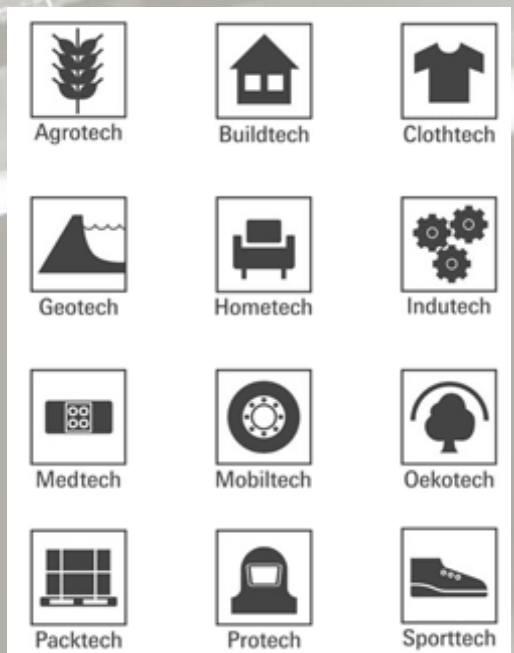 Agrotech Buildtech Clothtech
Geotech Hometech Indutech
Medtech Mobiltech Oekotech
Packtech Protech Sporttech